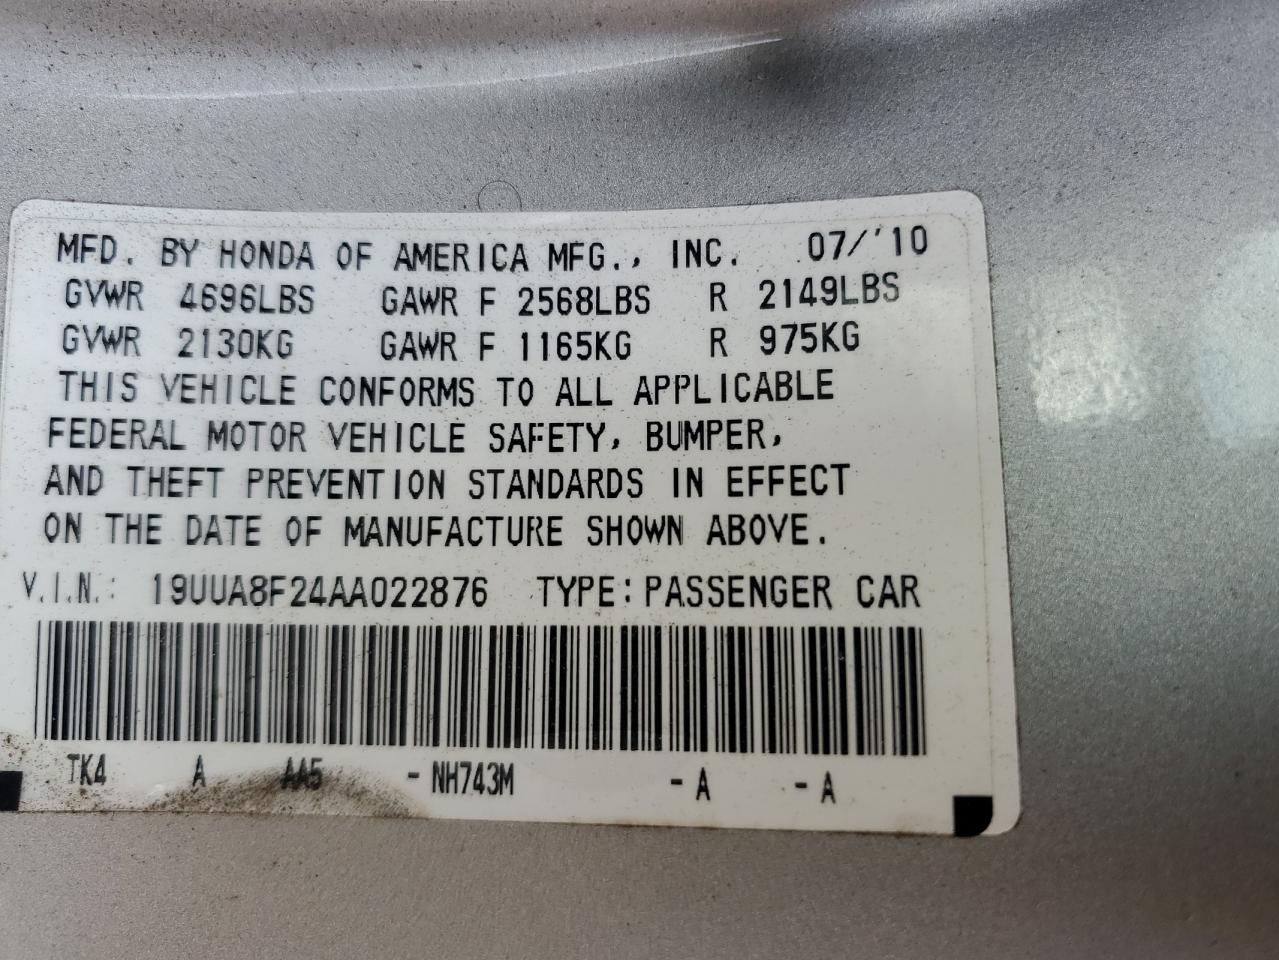 MFD. BY HONDA OF AMERICA MFG., INC. 07/'10
GVWR 4696LBS GAWR F 2568LBS R 2149LBS
GVWR 2130KG GAWR F 1165KG R 975KG
THIS VEHICLE CONFORMS TO ALL APPLICABLE
FEDERAL MOTOR VEHICLE SAFETY, BUMPER,
AND THEFT PREVENTION STANDARDS IN EFFECT
ON THE DATE OF MANUFACTURE SHOWN ABOVE.
V.I.N.: 19UUA8F24AA022876 TYPE: PASSENGER CAR
TK4 A AA5 - NH743M - A - A